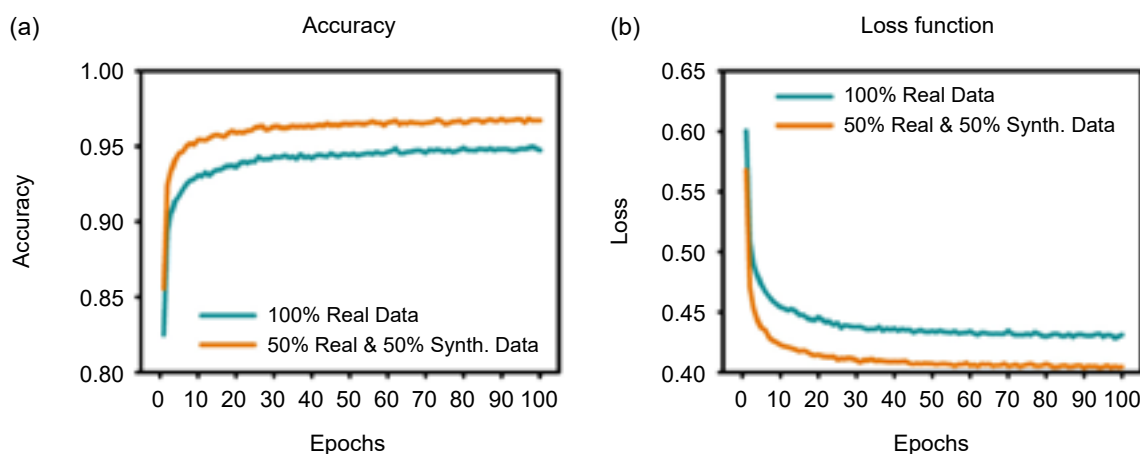 (a)
Accuracy
1.00
0.95
0.90
0.85
0.80
Accuracy
100% Real Data
50% Real & 50% Synth. Data
0 10 20 30 40 50 60 70 80 90 100
Epochs
(b)
Loss function
0.65
0.60
0.55
0.50
0.45
0.40
Loss
100% Real Data
50% Real & 50% Synth. Data
0 10 20 30 40 50 60 70 80 90 100
Epochs